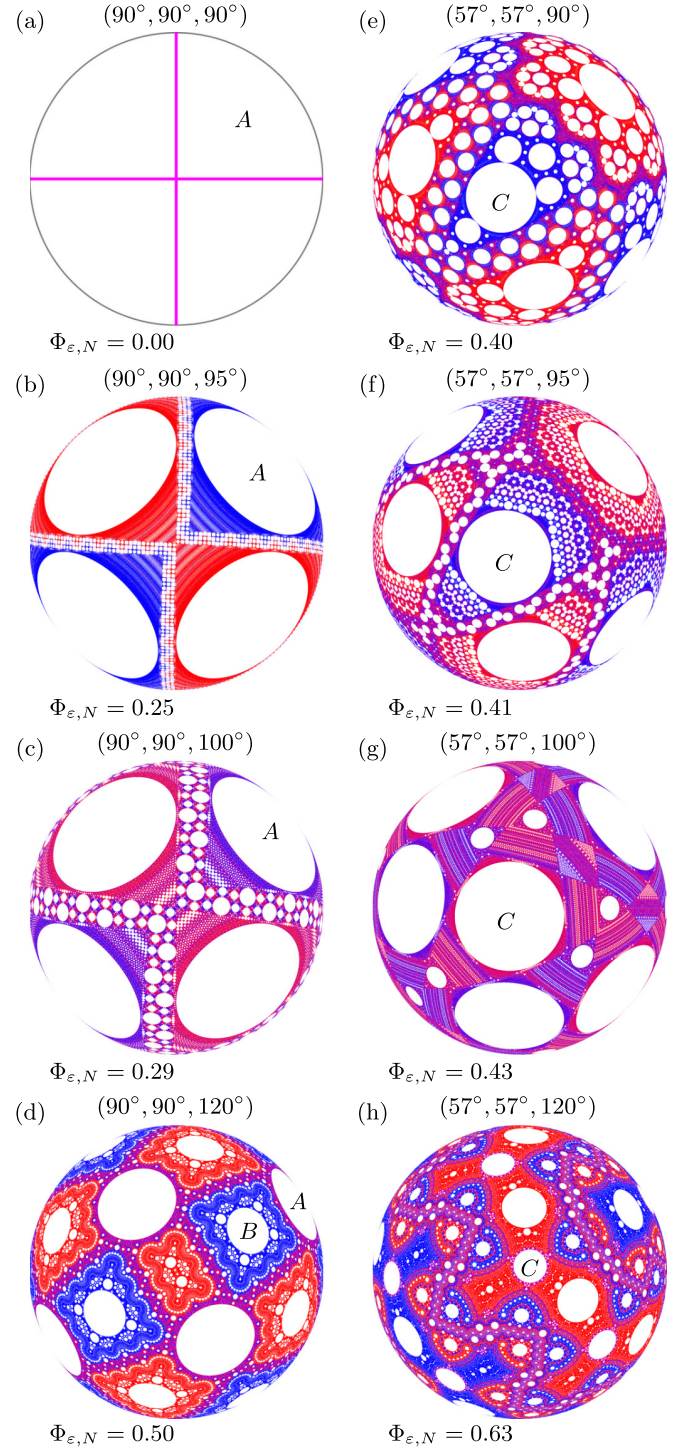 (a)
(90°, 90°, 90°)
A
Φε,N = 0.00
(b)
(90°, 90°, 95°)
A
Φε,N = 0.25
(c)
(90°, 90°, 100°)
A
Φε,N = 0.29
(d)
(90°, 90°, 120°)
A
B
Φε,N = 0.50
(e)
(57°, 57°, 90°)
C
Φε,N = 0.40
(f)
(57°, 57°, 95°)
C
Φε,N = 0.41
(g)
(57°, 57°, 100°)
C
Φε,N = 0.43
(h)
(57°, 57°, 120°)
C
Φε,N = 0.63